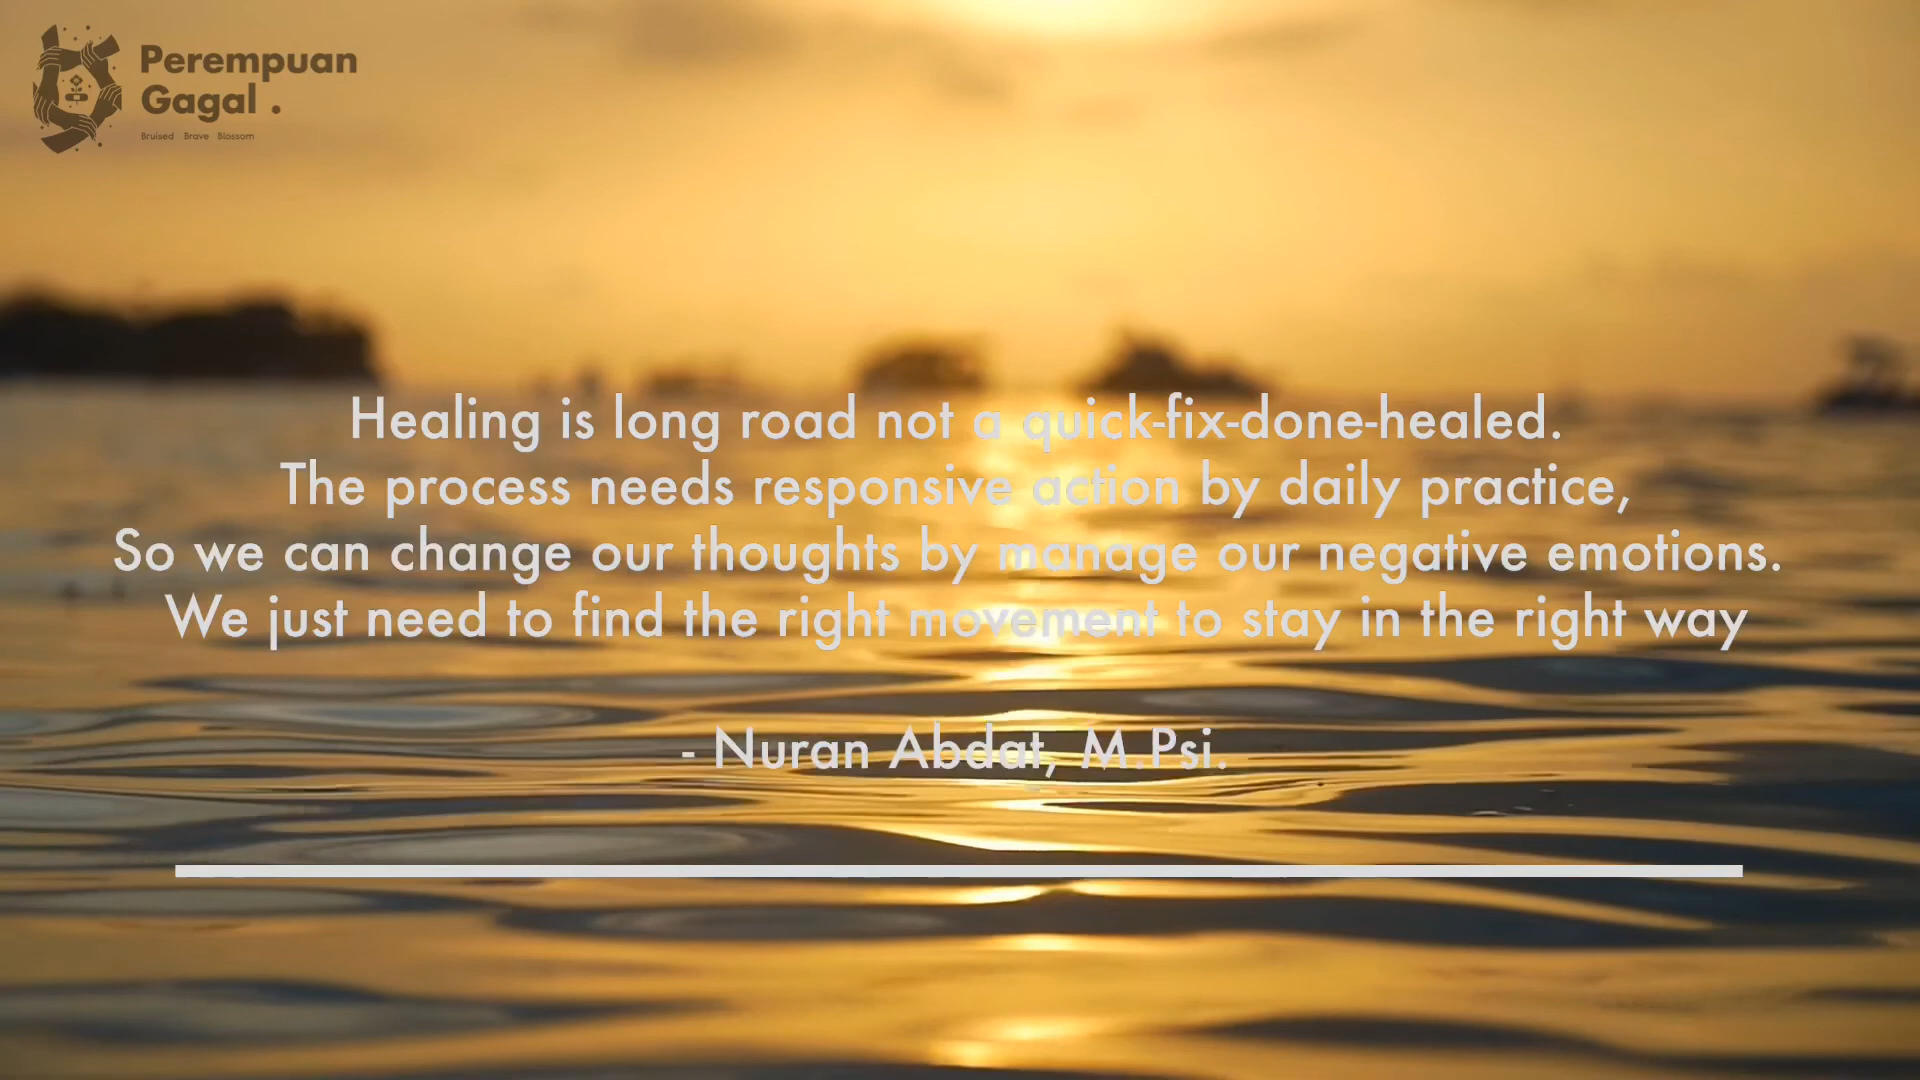 Perempuan
Gagal .
Bruised Brave Blossom
Healing is long road not a quick-fix-done-healed.
The process needs responsive action by daily practice,
So we can change our thoughts by manage our negative emotions.
We just need to find the right movement to stay in the right way
- Nuran Abdat, M.Psi.